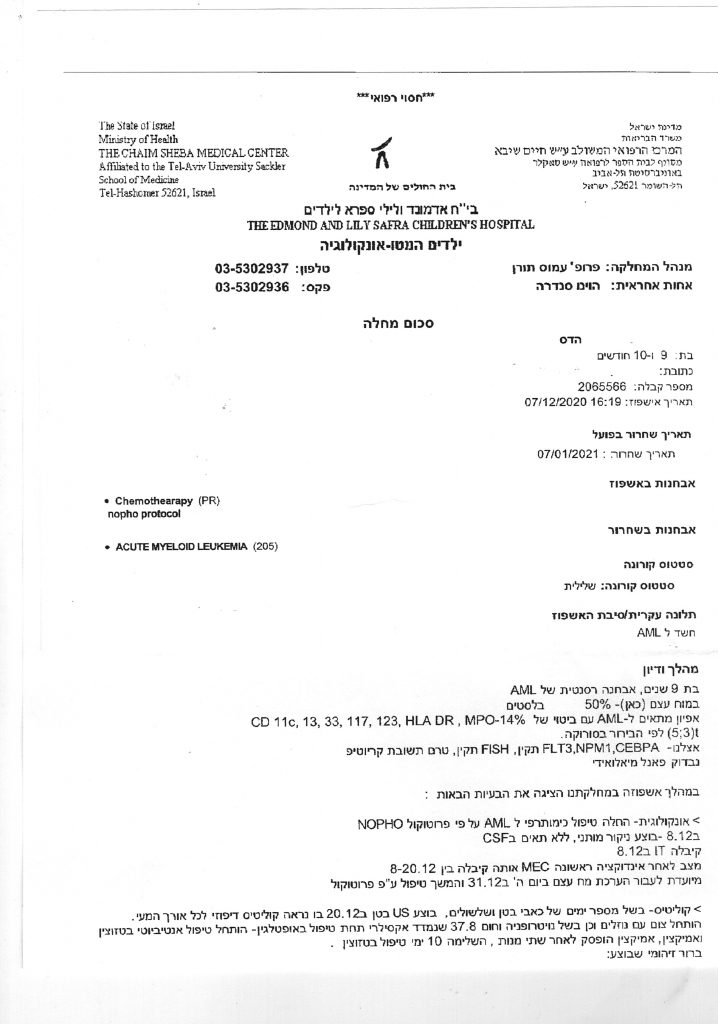 ***חסוי רפואי***
The State of Israel
Ministry of Health
THE CHAIM SHEBA MEDICAL CENTER
Affiliated to the Tel-Aviv University Sackler
School of Medicine
Tel-Hashomer 52621, Israel
מדינת ישראל
משרד הבריאות
המרכז הרפואי המשולב ע״ש חיים שיבא
מסונף לבית הספר לרפואה ע״ש סאקלר
באוניברסיטת תל-אביב
תל-השומר 52621, ישראל
בית החולים של המדינה
בי''ח אדמונד ולילי ספרא לילדים
THE EDMOND AND LILY SAFRA CHILDREN'S HOSPITAL
ילדים המטו-אונקולוגיה
מנהל המחלקה: פרופ' עמוס תורן טלפון: 03-5302937
אחות אחראית: הוימ סנדרה פקס: 03-5302936
סכום מחלה
הדס
בת: 9 ו-10 חודשים
כתובת:
מספר קבלה: 2065566
תאריך אישפוז: 07/12/2020 16:19
תאריך שחרור בפועל
תאריך שחרור: : 07/01/2021
אבחנות באשפוז
• Chemothearapy (PR)
nopho protocol
אבחנות בשחרור
• ACUTE MYELOID LEUKEMIA (205)
סטטוס קורונה
סטטוס קורונה: שלילית
תלונה עקרית/סיבת האשפוז
חשד ל AML
מהלך ודיון
בת 9 שנים, אבחנה רסנטית של AML
במוח עצם (כאן)- 50% בלסטים
אפיון מתאים ל-AML עם ביטוי של CD 11c, 13, 33, 117, 123, HLA DR , MPO-14%
t(5;3) לפי הבירור בסורוקה.
אצלנו- FLT3,NPM1,CEBPA תקין, FISH תקין, טרם תשובת קריוטיפ
נבדוק פאנל מיאלואידי
במהלך אשפוזה במחלקתנו הציגה את הבעיות הבאות :
> אונקולוגית- החלה טיפול כימותרפי ל AML על פי פרוטוקול NOPHO
ב8.12 -בוצע ניקור מותני, ללא תאים בCSF
קיבלה IT ב8.12
מצב לאחר אינדוקציה ראשונה MEC אותה קיבלה בין 8-20.12
מיועדת לעבור הערכת מח עצם ביום ה' ב31.12 והמשך טיפול ע"פ פרוטוקול
> קוליטיס- בשל מספר ימים של כאבי בטן ושלשולים, בוצע US בטן ב20.12 בו נראה קוליטיס דיפוזי לכל אורך המעי.
הותחל צום עם נוזלים וכן בשל נויטרופניה וחום 37.8 שנמדד אקסילרי תחת טיפול באופטלגין- הותחל טיפול אנטיביוטי בטזוצין
ואמיקצין, אמיקצין הופסק לאחר שתי מנות , השלימה 10 ימי טיפול בטזוצין .
ברור זיהומי שבוצע: